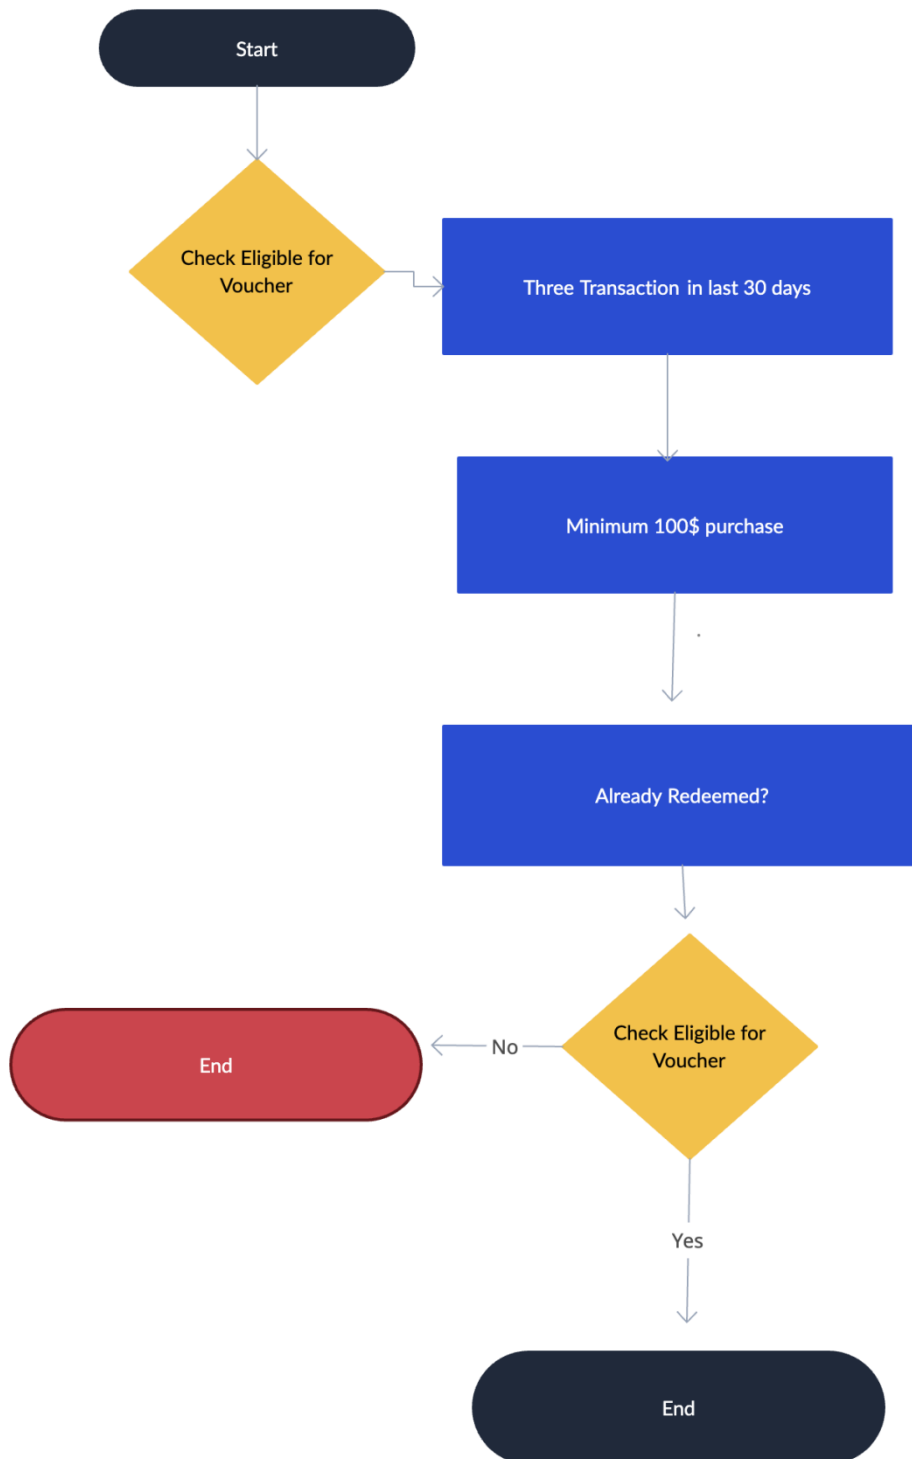 Start
Check Eligible for
Voucher
Three Transaction in last 30 days
Minimum 100$ purchase
Already Redeemed?
Check Eligible for
Voucher
No
End
Yes
End